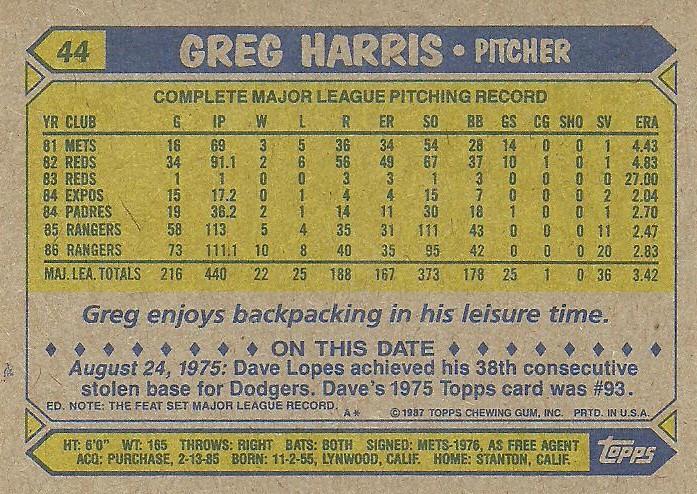 44 GREG HARRIS • PITCHER
COMPLETE MAJOR LEAGUE PITCHING RECORD
YR CLUB G IP W L R ER SO BB GS CG SHO SV ERA
81 METS 16 69 3 5 36 34 54 28 14 0 0 1 4.43
82 REDS 34 91.1 2 6 56 49 67 37 10 1 0 1 4.83
83 REDS 1 1 0 0 3 3 1 3 0 0 0 0 27.00
84 EXPOS 15 17.2 0 1 4 4 15 7 0 0 0 2 2.04
84 PADRES 19 36.2 2 1 14 11 30 18 1 0 0 1 2.70
85 RANGERS 58 113 5 4 35 31 111 43 0 0 0 11 2.47
86 RANGERS 73 111.1 10 8 40 35 95 42 0 0 0 20 2.83
MAJ. LEA. TOTALS 216 440 22 25 188 167 373 178 25 1 0 36 3.42
Greg enjoys backpacking in his leisure time.
♦ ♦ ♦ ♦ ♦ ♦ ♦ ♦ ON THIS DATE ♦ ♦ ♦ ♦ ♦ ♦ ♦ ♦
August 24, 1975: Dave Lopes achieved his 38th consecutive
stolen base for Dodgers. Dave's 1975 Topps card was #93.
ED. NOTE: THE FEAT SET MAJOR LEAGUE RECORD A* © 1987 TOPPS CHEWING GUM, INC. PRTD. IN U.S.A.
HT: 6'0" WT: 165 THROWS: RIGHT BATS: BOTH SIGNED: METS-1976, AS FREE AGENT
ACQ: PURCHASE, 2-13-85 BORN: 11-2-55, LYNWOOD, CALIF. HOME: STANTON, CALIF.
Topps